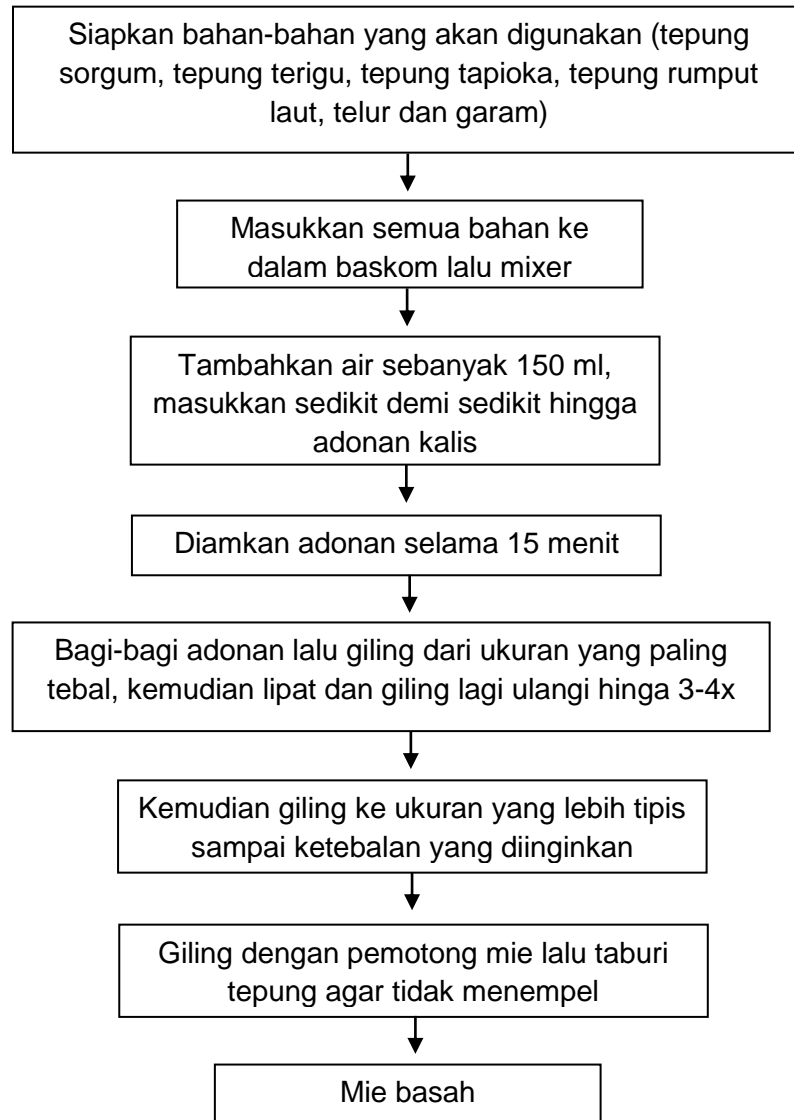 Siapkan bahan-bahan yang akan digunakan (tepung
sorgum, tepung terigu, tepung tapioka, tepung rumput
laut, telur dan garam)
Masukkan semua bahan ke
dalam baskom lalu mixer
Tambahkan air sebanyak 150 ml,
masukkan sedikit demi sedikit hingga
adonan kalis
Diamkan adonan selama 15 menit
Bagi-bagi adonan lalu giling dari ukuran yang paling
tebal, kemudian lipat dan giling lagi ulangi hinga 3-4x
Kemudian giling ke ukuran yang lebih tipis
sampai ketebalan yang diinginkan
Giling dengan pemotong mie lalu taburi
tepung agar tidak menempel
Mie basah